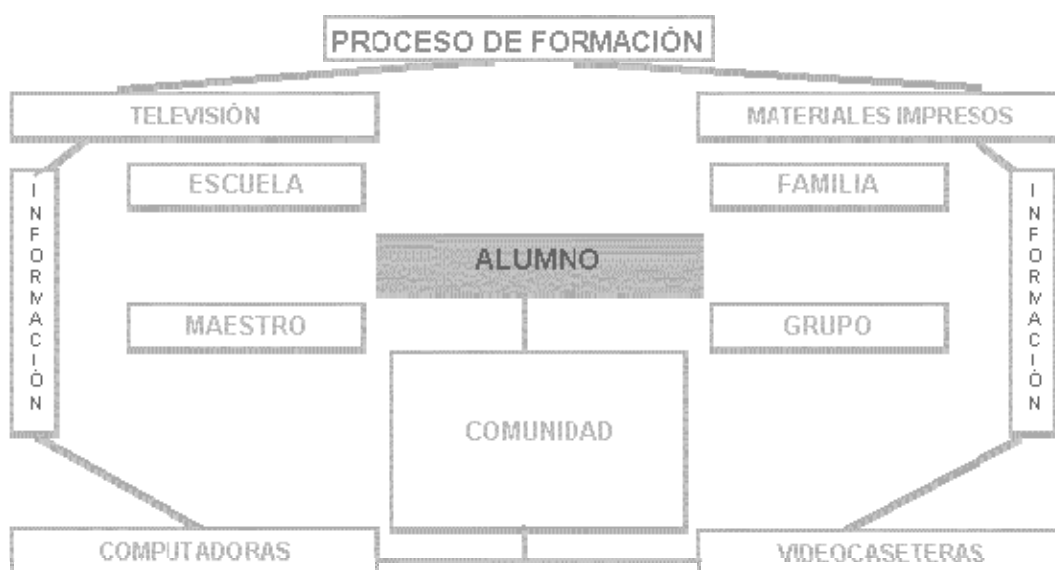 PROCESO DE FORMACIÓN
TELEVISIÓN
MATERIALES IMPRESOS
ESCUELA
FAMILIA
INFORMACIÓN
INFORMACIÓN
ALUMNO
MAESTRO
GRUPO
COMUNIDAD
COMPUTADORAS
VIDEOCASETERAS